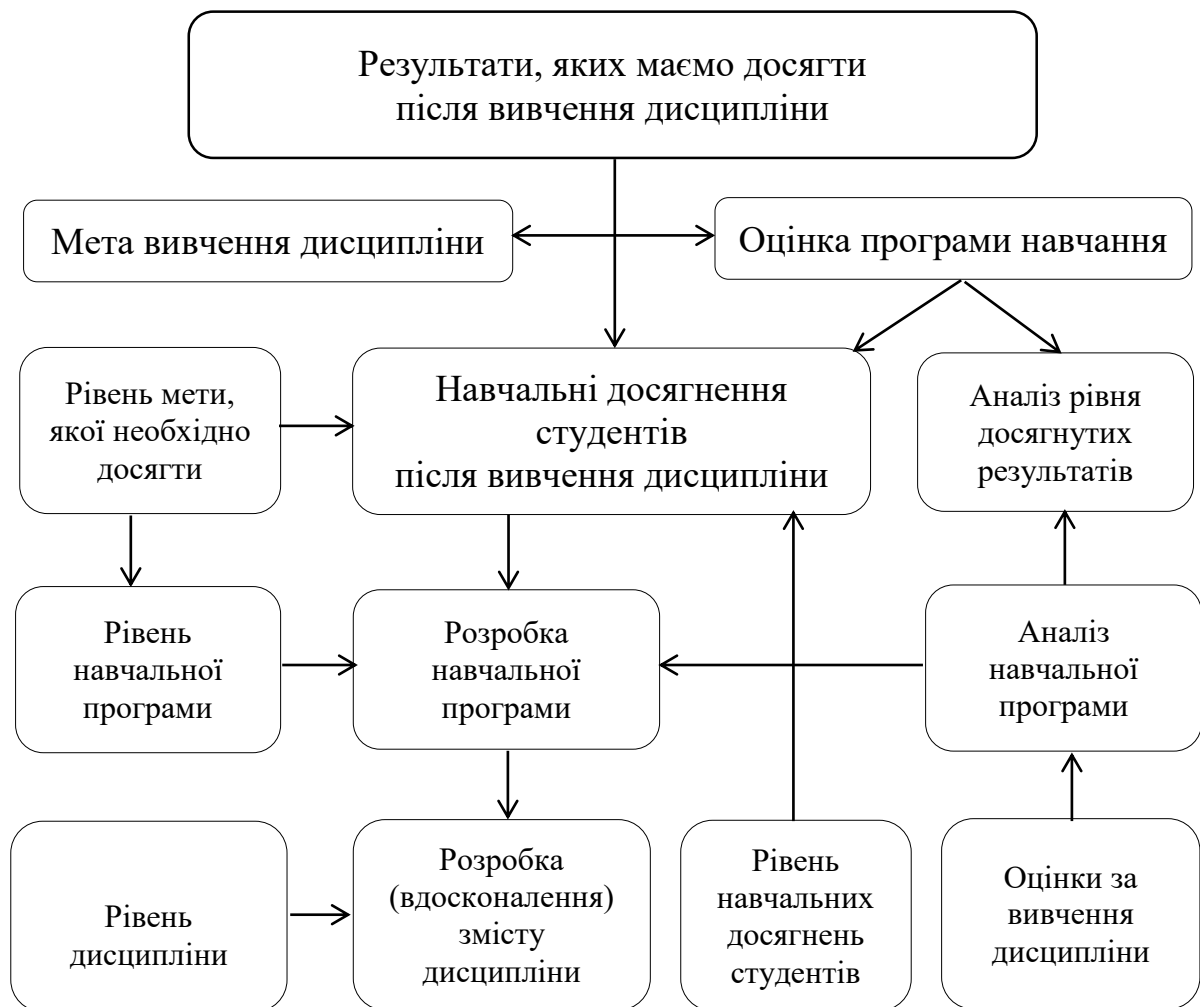 Результати, яких маємо досягти
після вивчення дисципліни
Мета вивчення дисципліни
Оцінка програми навчання
Рівень мети,
якої необхідно
досягти
Навчальні досягнення
студентів
після вивчення дисципліни
Аналіз рівня
досягнутих
результатів
Рівень
навчальної
програми
Розробка
навчальної
програми
Аналіз
навчальної
програми
Рівень
дисципліни
Розробка
(вдосконалення)
змісту
дисципліни
Рівень
навчальних
досягнень
студентів
Оцінки за
вивчення
дисципліни